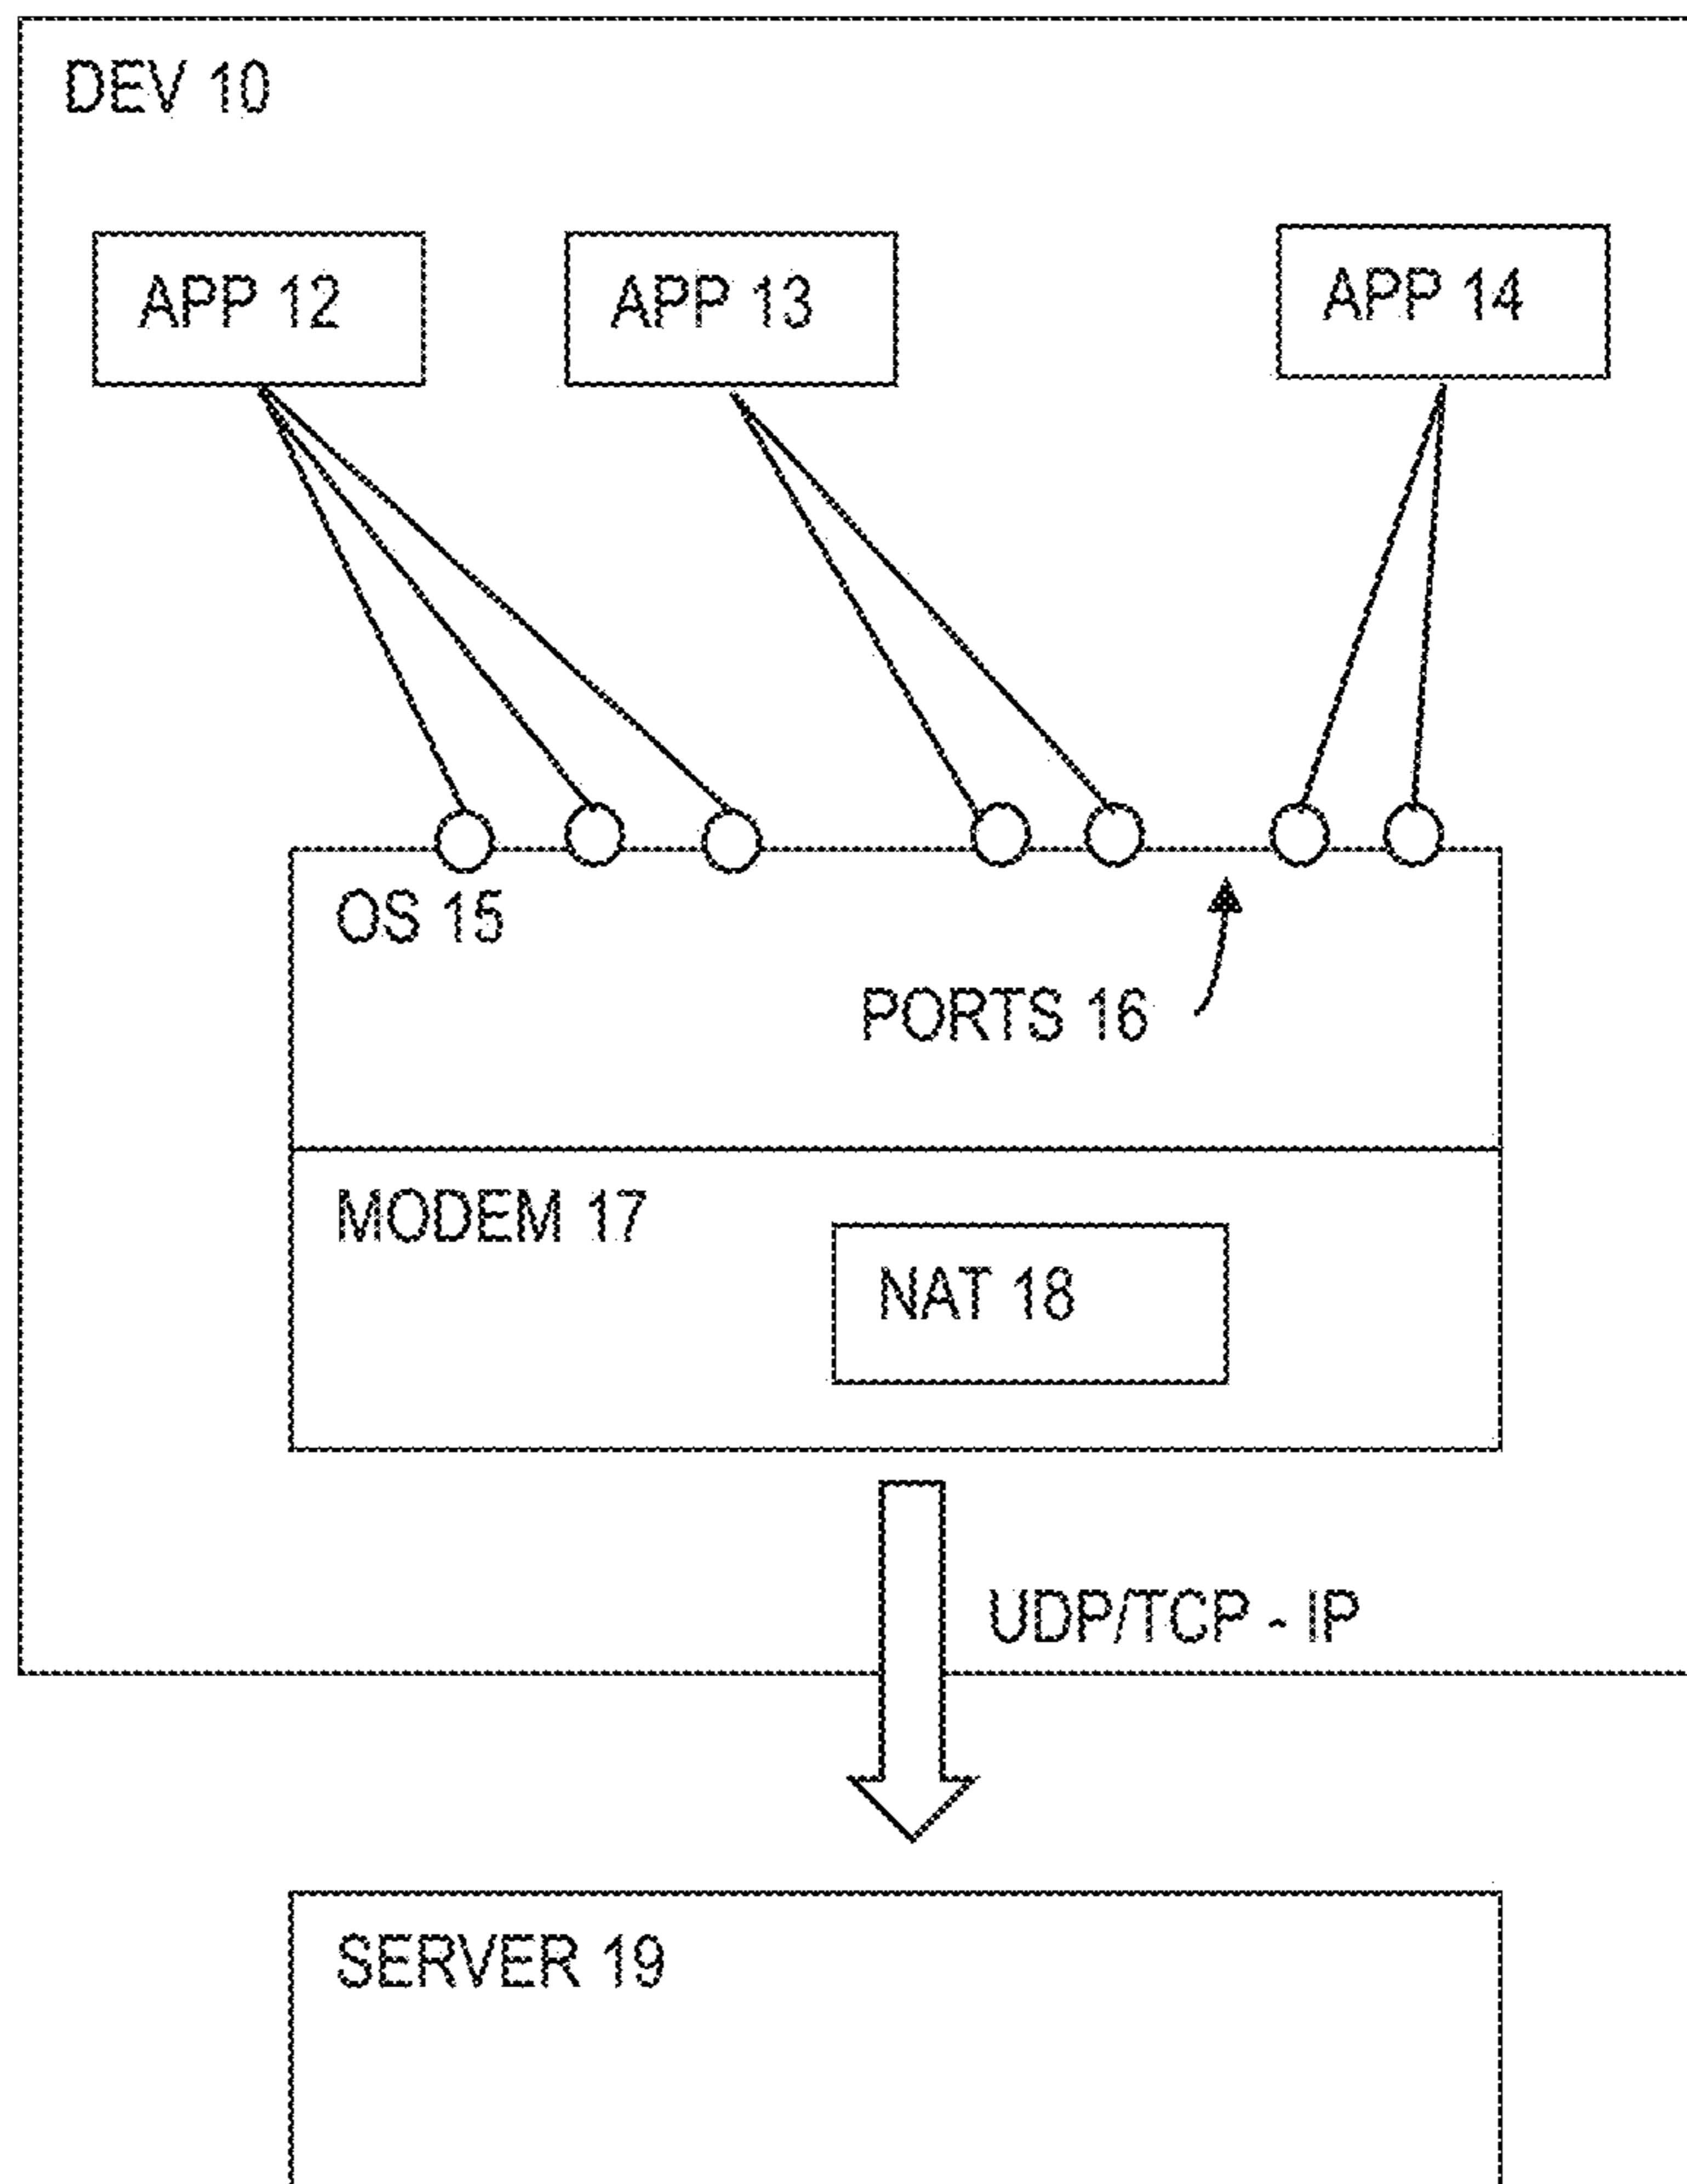 DEV 10
APP 12
APP 13
APP 14
OS 15
PORTS 16
MODEM 17
NAT 18
UDP/TCP - IP
SERVER 19